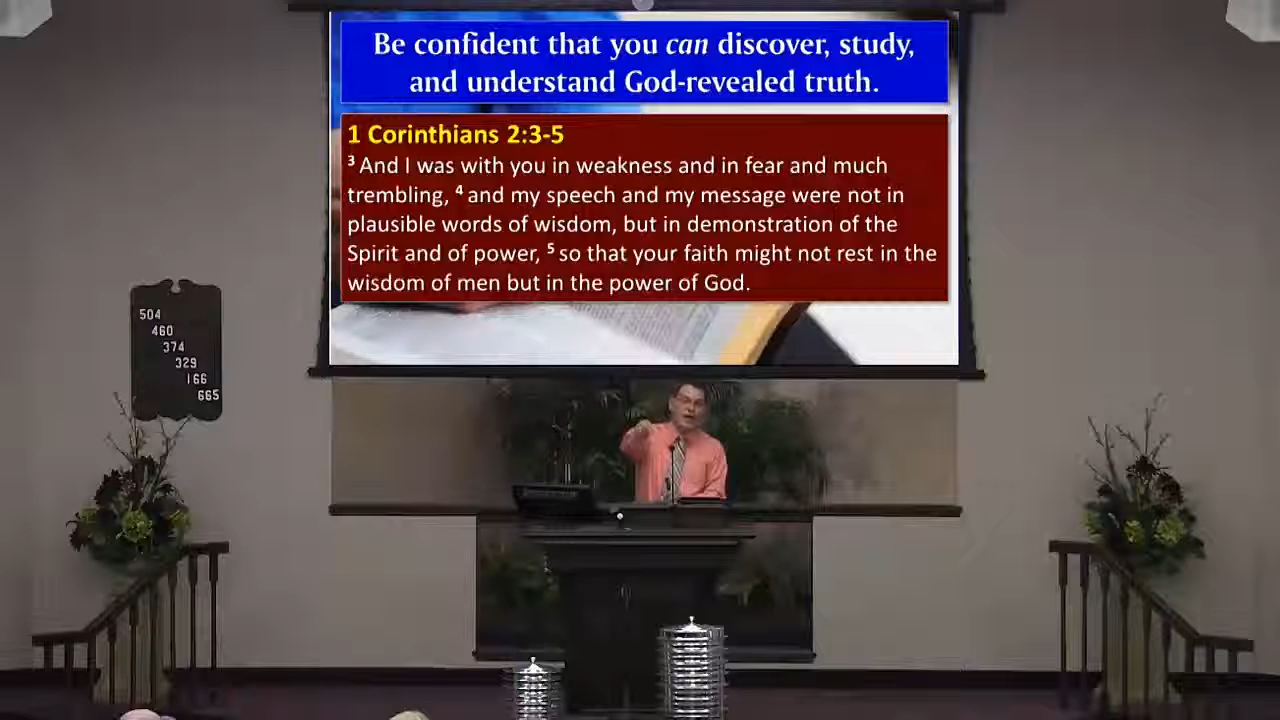 Be confident that you can discover, study,
and understand God-revealed truth.
1 Corinthians 2:3-5
3 And I was with you in weakness and in fear and much
trembling, 4 and my speech and my message were not in
plausible words of wisdom, but in demonstration of the
Spirit and of power, 5 so that your faith might not rest in the
wisdom of men but in the power of God.
504
460
374
329
166
665